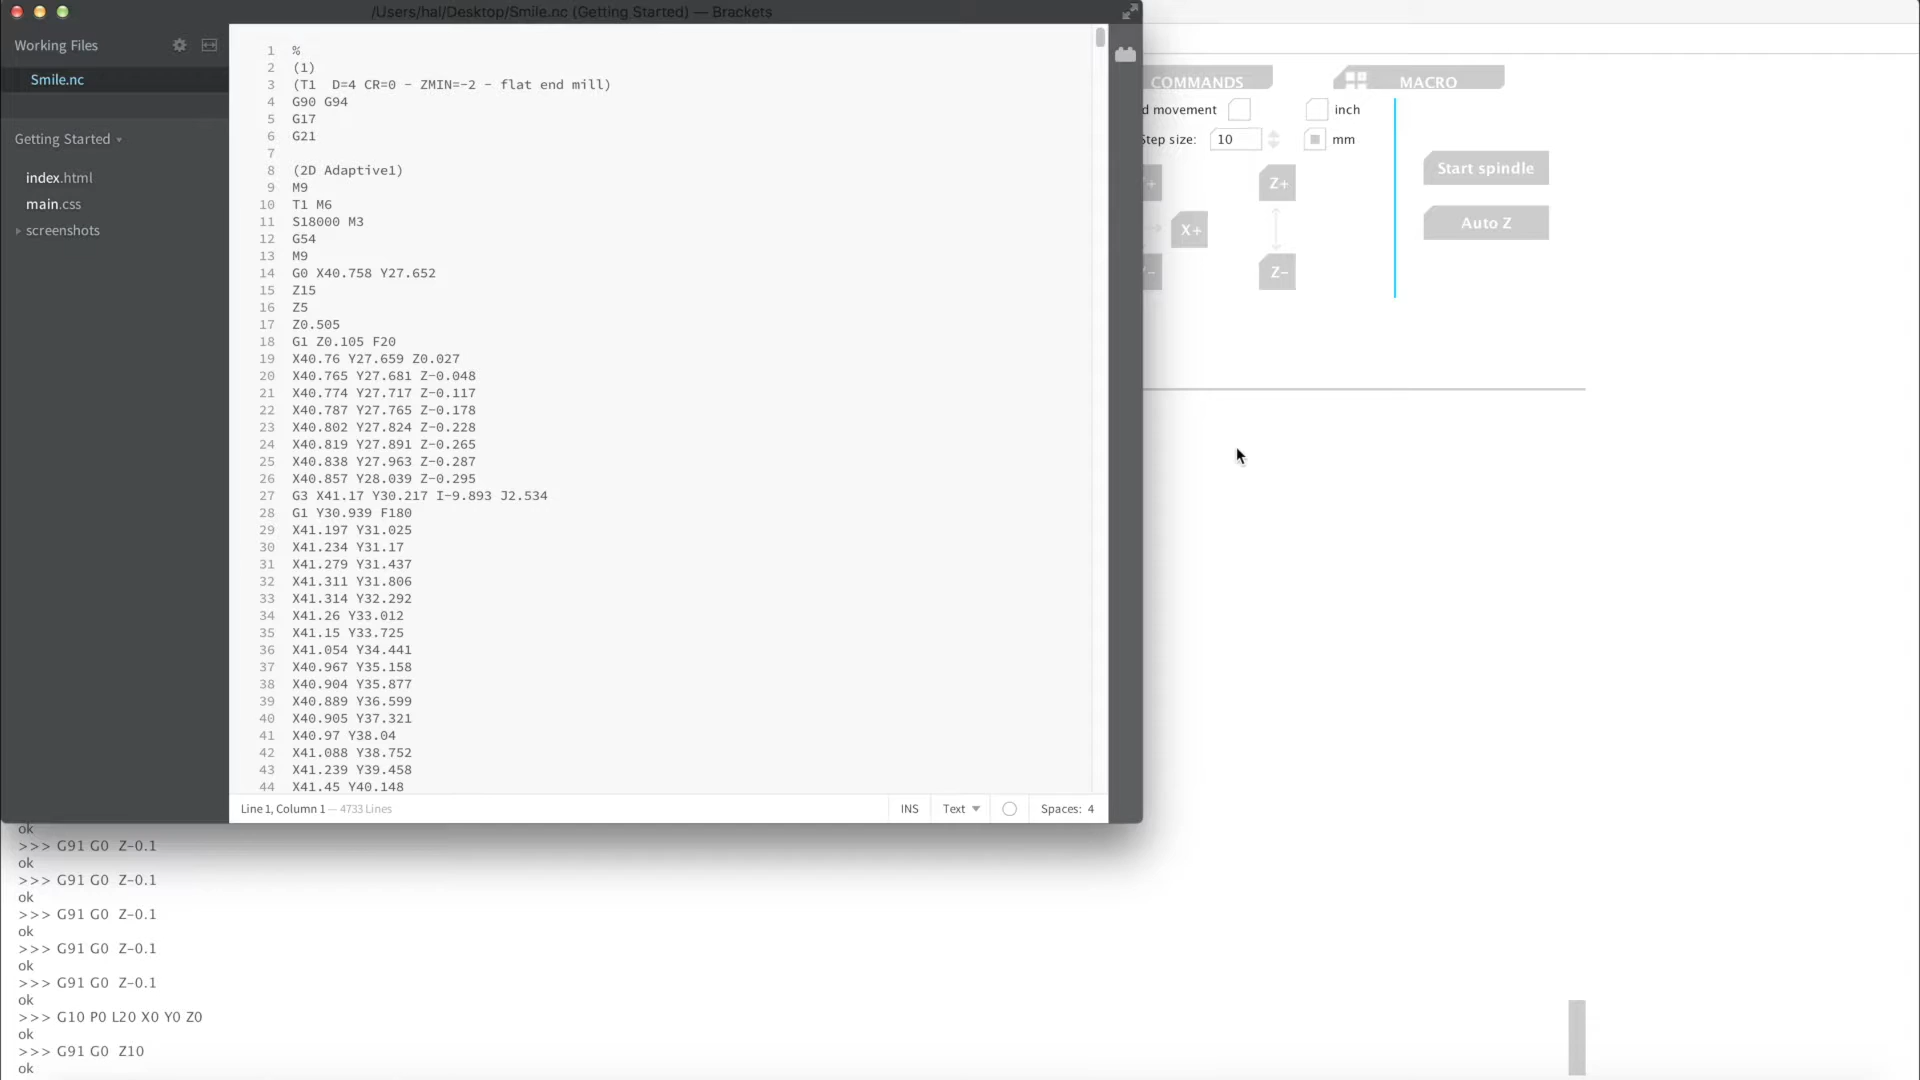 /Users/hal/Desktop/Smile.nc (Getting Started) — Brackets
Working Files
Smile.nc
Getting Started
index.html
main.css
screenshots
1 %
2 (1)
3 (T1  D=4 CR=0 - ZMIN=-2 - flat end mill)
4 G90 G94
5 G17
6 G21
7
8 (2D Adaptive1)
9 M9
10 T1 M6
11 S18000 M3
12 G54
13 M9
14 G0 X40.758 Y27.652
15 Z15
16 Z5
17 Z0.505
18 G1 Z0.105 F20
19 X40.76 Y27.659 Z0.027
20 X40.765 Y27.681 Z-0.048
21 X40.774 Y27.717 Z-0.117
22 X40.787 Y27.765 Z-0.178
23 X40.802 Y27.824 Z-0.228
24 X40.819 Y27.891 Z-0.265
25 X40.838 Y27.963 Z-0.287
26 X40.857 Y28.039 Z-0.295
27 G3 X41.17 Y30.217 I-9.893 J2.534
28 G1 Y30.939 F180
29 X41.197 Y31.025
30 X41.234 Y31.17
31 X41.279 Y31.437
32 X41.311 Y31.806
33 X41.314 Y32.292
34 X41.26 Y33.012
35 X41.15 Y33.725
36 X41.054 Y34.441
37 X40.967 Y35.158
38 X40.904 Y35.877
39 X40.889 Y36.599
40 X40.905 Y37.321
41 X40.97 Y38.04
42 X41.088 Y38.752
43 X41.239 Y39.458
44 X41.45 Y40.148
Line 1, Column 1 — 4733 Lines
INS
Text
Spaces: 4
COMMANDS
MACRO
d movement
inch
Step size: 10
mm
+
Z+
X+
-
Z-
Start spindle
Auto Z
ok
>>> G91 G0  Z-0.1
ok
>>> G91 G0  Z-0.1
ok
>>> G91 G0  Z-0.1
ok
>>> G91 G0  Z-0.1
ok
>>> G91 G0  Z-0.1
ok
>>> G10 P0 L20 X0 Y0 Z0
ok
>>> G91 G0  Z10
ok